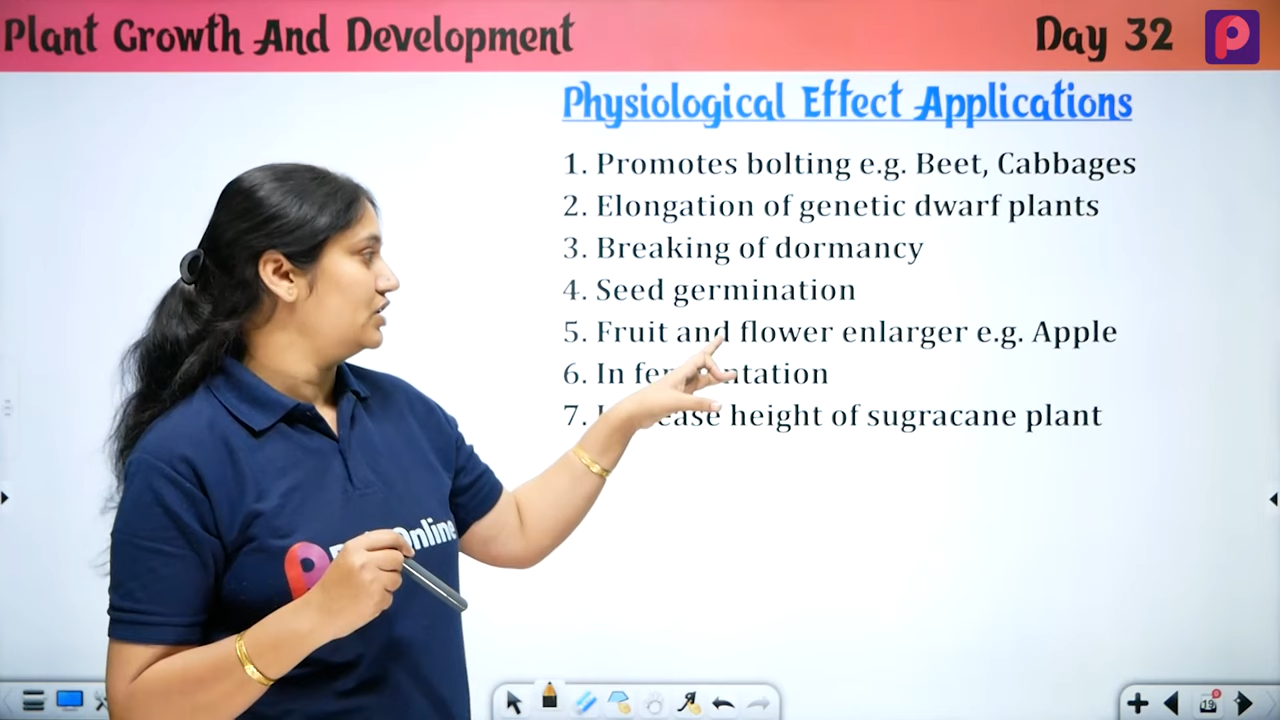 Plant Growth And Development
Day 32
Physiological Effect Applications
1. Promotes bolting e.g. Beet, Cabbages
2. Elongation of genetic dwarf plants
3. Breaking of dormancy
4. Seed germination
5. Fruit and flower enlarger e.g. Apple
6. In
7. height of sugracane plant
Online
19